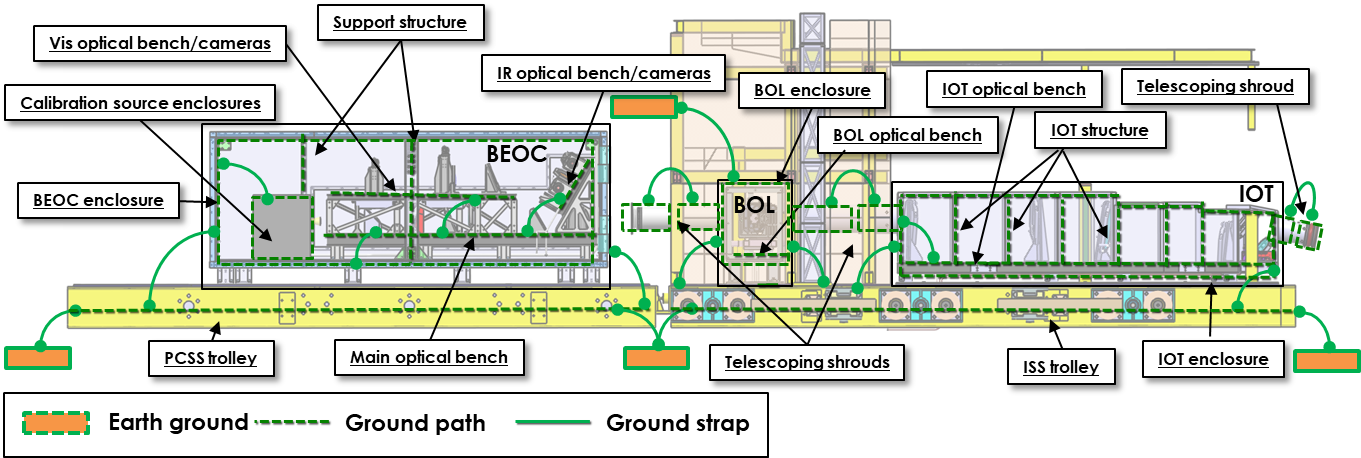 Support structure
Vis optical bench/cameras
IR optical bench/cameras
BOL enclosure
IOT optical bench
Telescoping shroud
Calibration source enclosures
BOL optical bench
IOT structure
BEOC
BEOC enclosure
BOL
IOT
PCSS trolley
Main optical bench
Telescoping shrouds
ISS trolley
IOT enclosure
Earth ground
Ground path
Ground strap